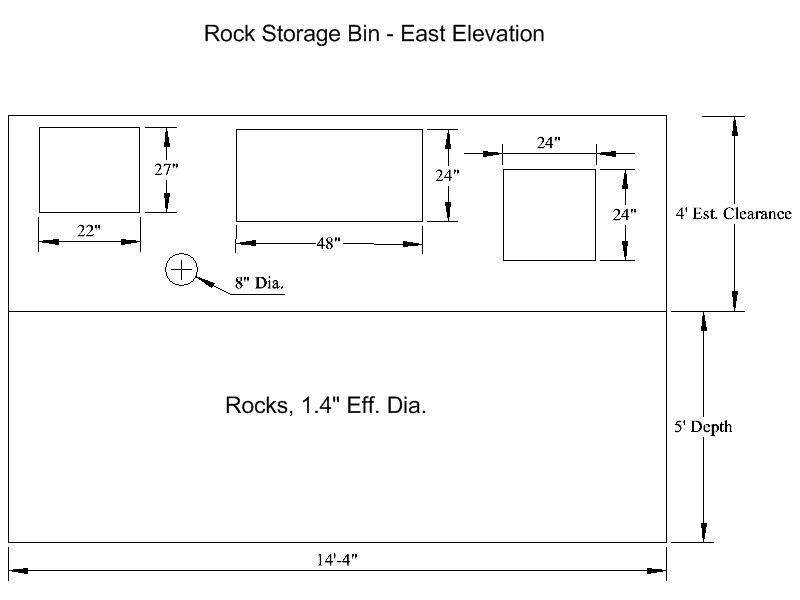 Rock Storage Bin - East Elevation
24"
27"
24"
24"
4' Est. Clearance
22"
48"
8" Dia.
Rocks, 1.4" Eff. Dia.
5' Depth
14'-4"